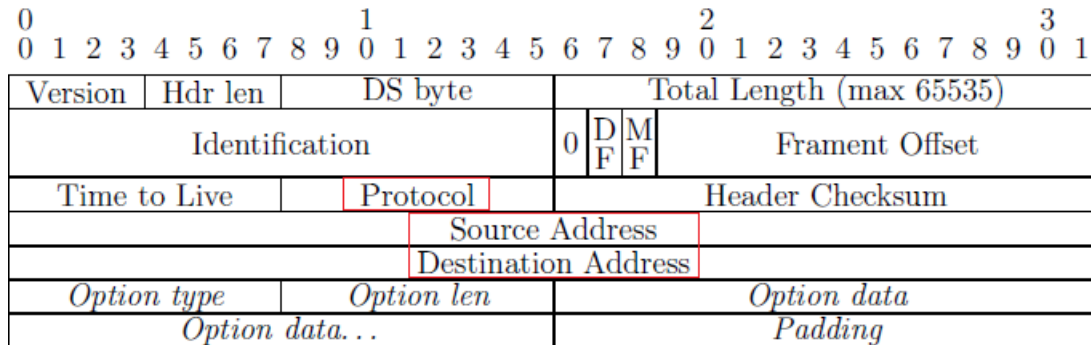 0 1 2 3
0 1 2 3 4 5 6 7 8 9 0 1 2 3 4 5 6 7 8 9 0 1 2 3 4 5 6 7 8 9 0 1
Version Hdr len DS byte Total Length (max 65535)
Identification 0 DF MF Frament Offset
Time to Live Protocol Header Checksum
Source Address
Destination Address
Option type Option len Option data
Option data... Padding